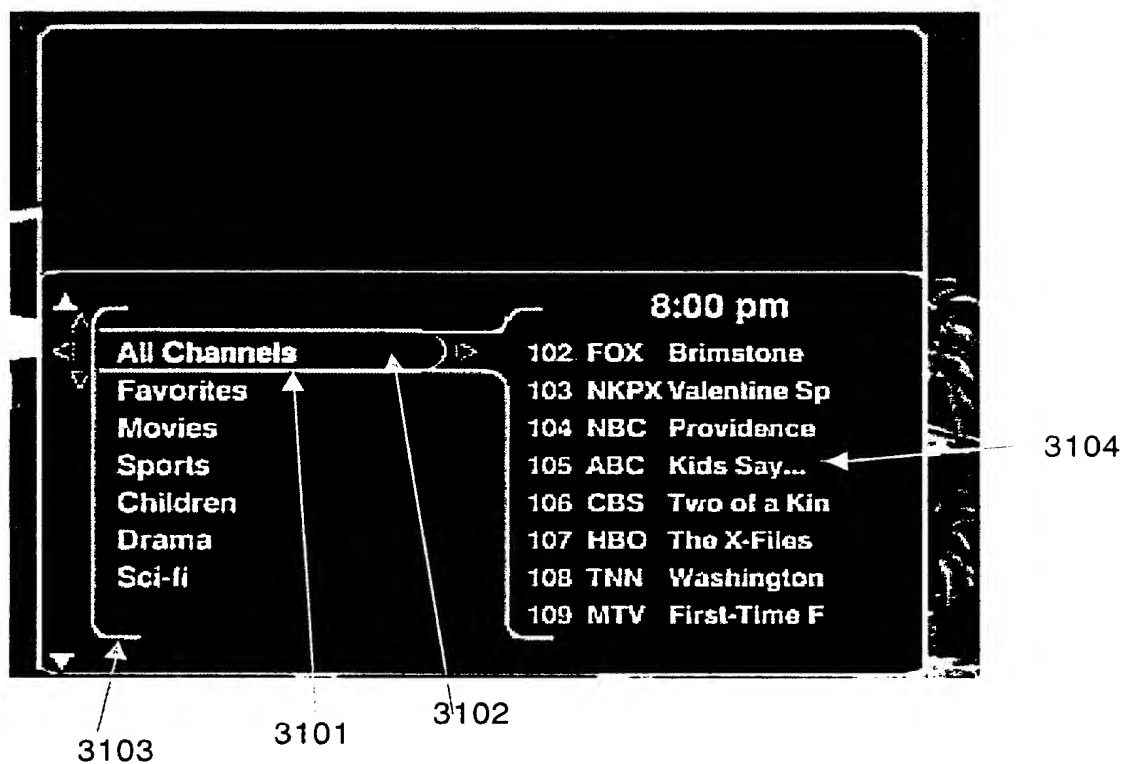 8:00 pm
All Channels
Favorites
Movies
Sports
Children
Drama
Sci-fi
102 FOX Brimstone
103 NKPX Valentine Sp
104 NBC Providence
105 ABC Kids Say...
106 CBS Two of a Kin
107 HBO The X-Files
108 TNN Washington
109 MTV First-Time F
3104
3103
3101
3102